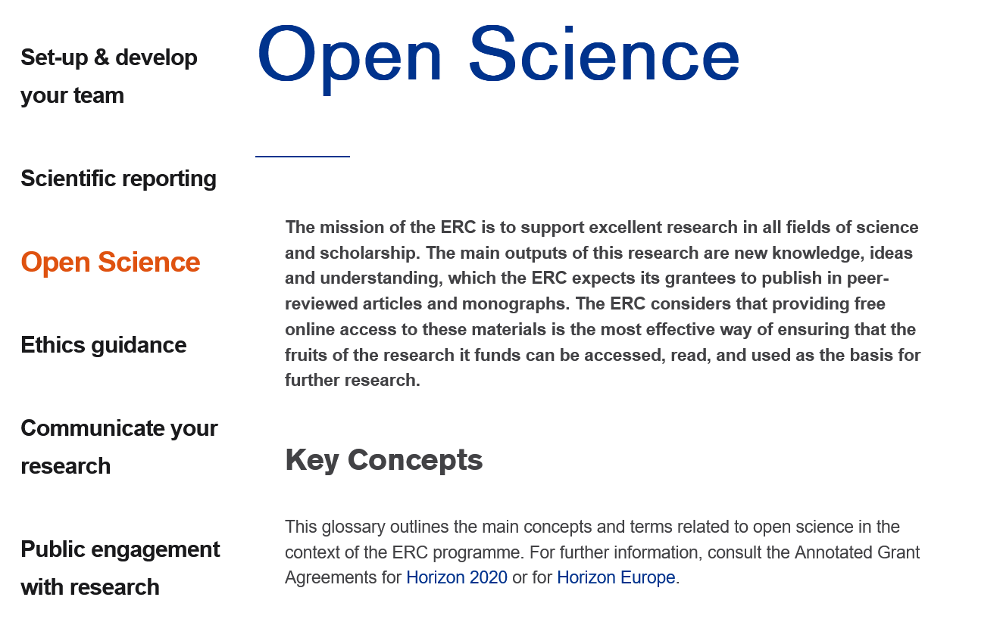 Set-up & develop
your team
Scientific reporting
Open Science
Ethics guidance
Communicate your
research
Public engagement
with research
Open Science
The mission of the ERC is to support excellent research in all fields of science
and scholarship. The main outputs of this research are new knowledge, ideas
and understanding, which the ERC expects its grantees to publish in peer-
reviewed articles and monographs. The ERC considers that providing free
online access to these materials is the most effective way of ensuring that the
fruits of the research it funds can be accessed, read, and used as the basis for
further research.
Key Concepts
This glossary outlines the main concepts and terms related to open science in the
context of the ERC programme. For further information, consult the Annotated Grant
Agreements for Horizon 2020 or for Horizon Europe.